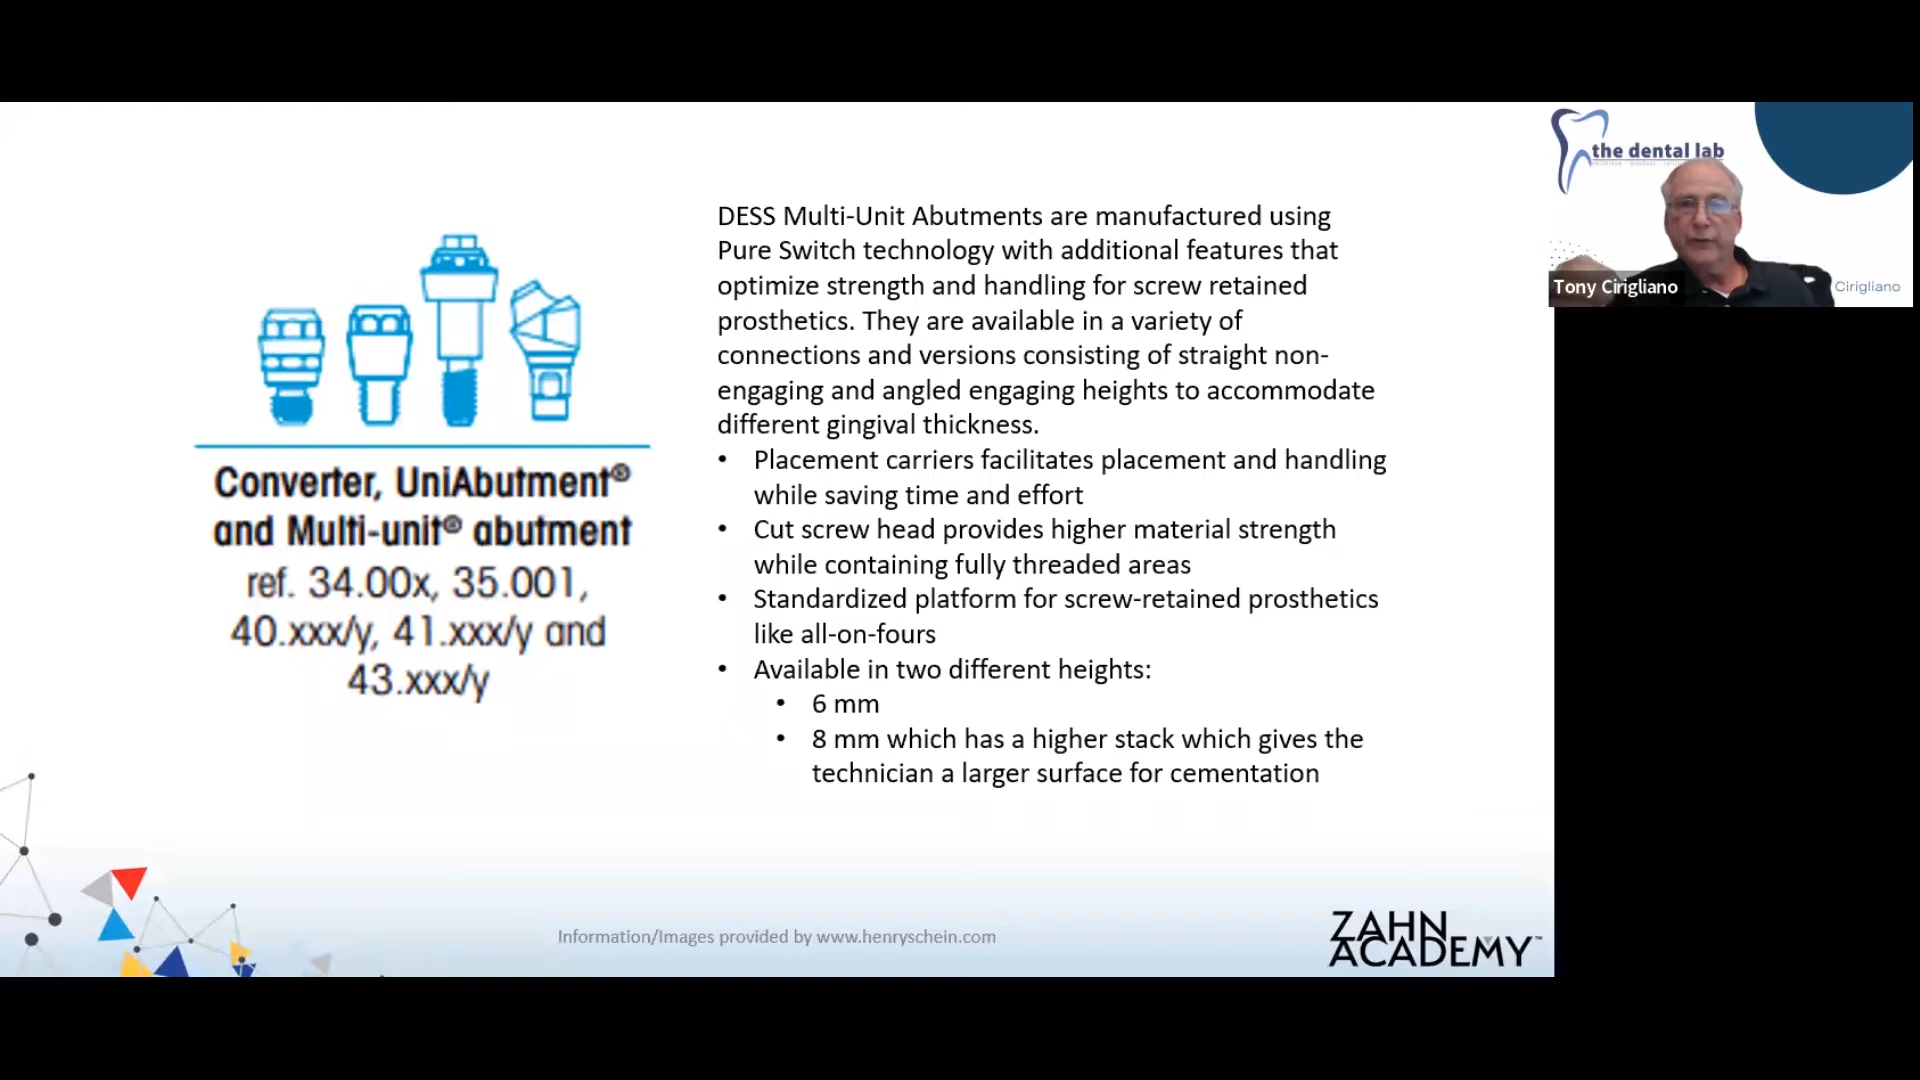 the dental lab
Tony Cirigliano
Cirigliano
DESS Multi-Unit Abutments are manufactured using
Pure Switch technology with additional features that
optimize strength and handling for screw retained
prosthetics. They are available in a variety of
connections and versions consisting of straight non-
engaging and angled engaging heights to accommodate
different gingival thickness.
• Placement carriers facilitates placement and handling
while saving time and effort
• Cut screw head provides higher material strength
while containing fully threaded areas
• Standardized platform for screw-retained prosthetics
like all-on-fours
• Available in two different heights:
• 6 mm
• 8 mm which has a higher stack which gives the
technician a larger surface for cementation
Converter, UniAbutment®
and Multi-unit® abutment
ref. 34.00x, 35.001,
40.xxx/y, 41.xxx/y and
43.xxx/y
Information/Images provided by www.henryschein.com
ZAHN
ACADEMY™